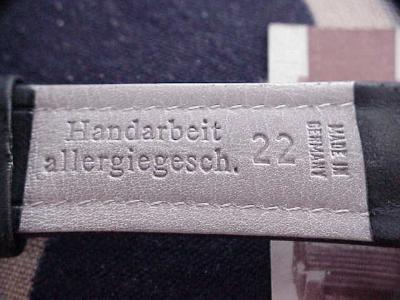 Handarbeit
allergiegesch.
22
MADE IN
GERMANY